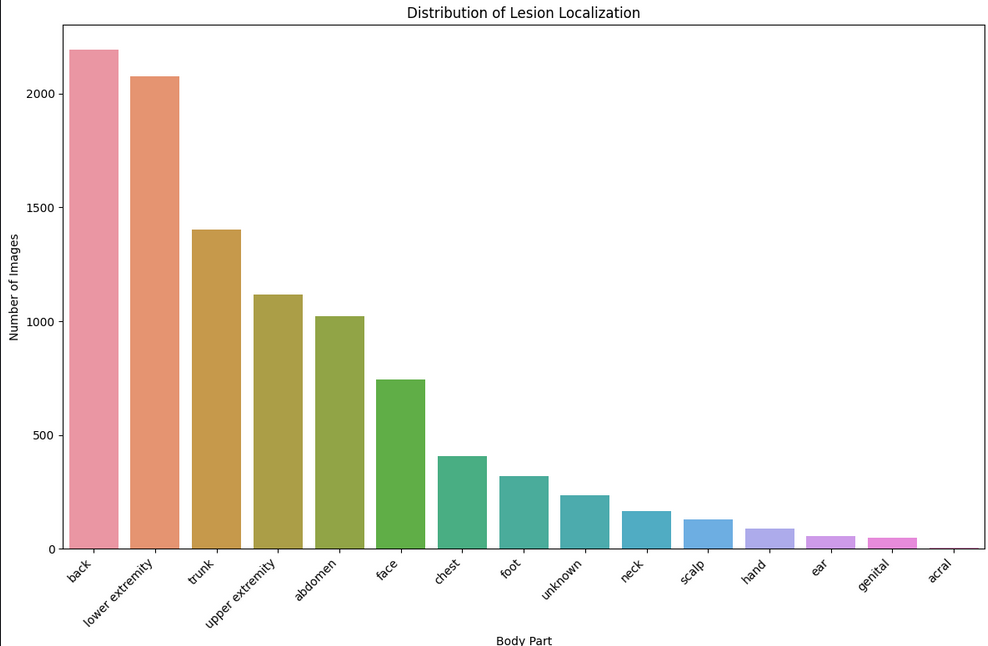 Distribution of Lesion Localization
Number of Images
2000
1500
1000
500
0
back
lower extremity
trunk
upper extremity
abdomen
face
chest
foot
unknown
neck
scalp
hand
ear
genital
acral
Body Part